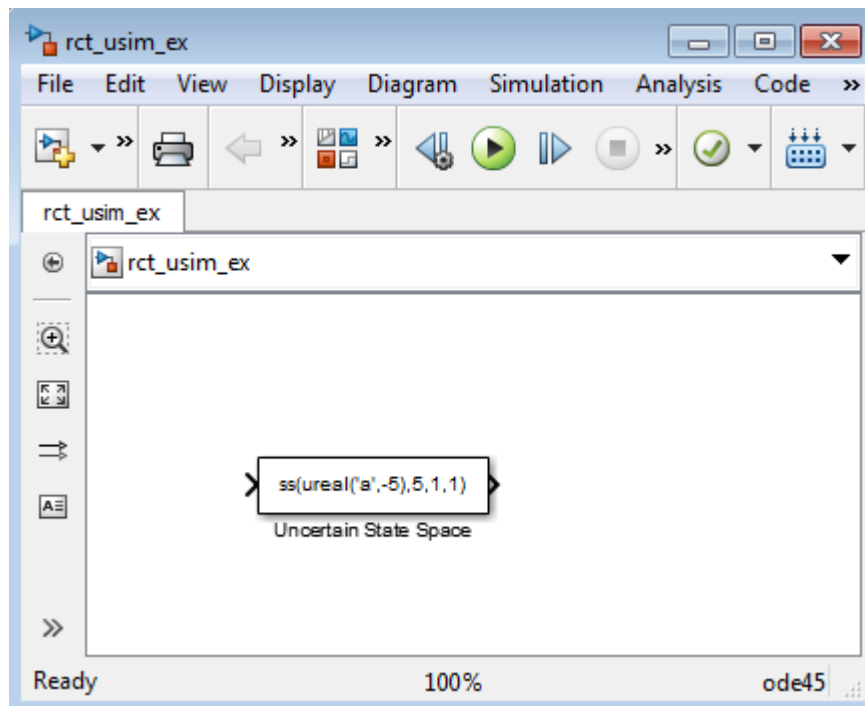 rct_usim_ex
File Edit View Display Diagram Simulation Analysis Code »
rct_usim_ex
rct_usim_ex
ss(ureal('a',-5),5,1,1)
Uncertain State Space
Ready 100% ode45